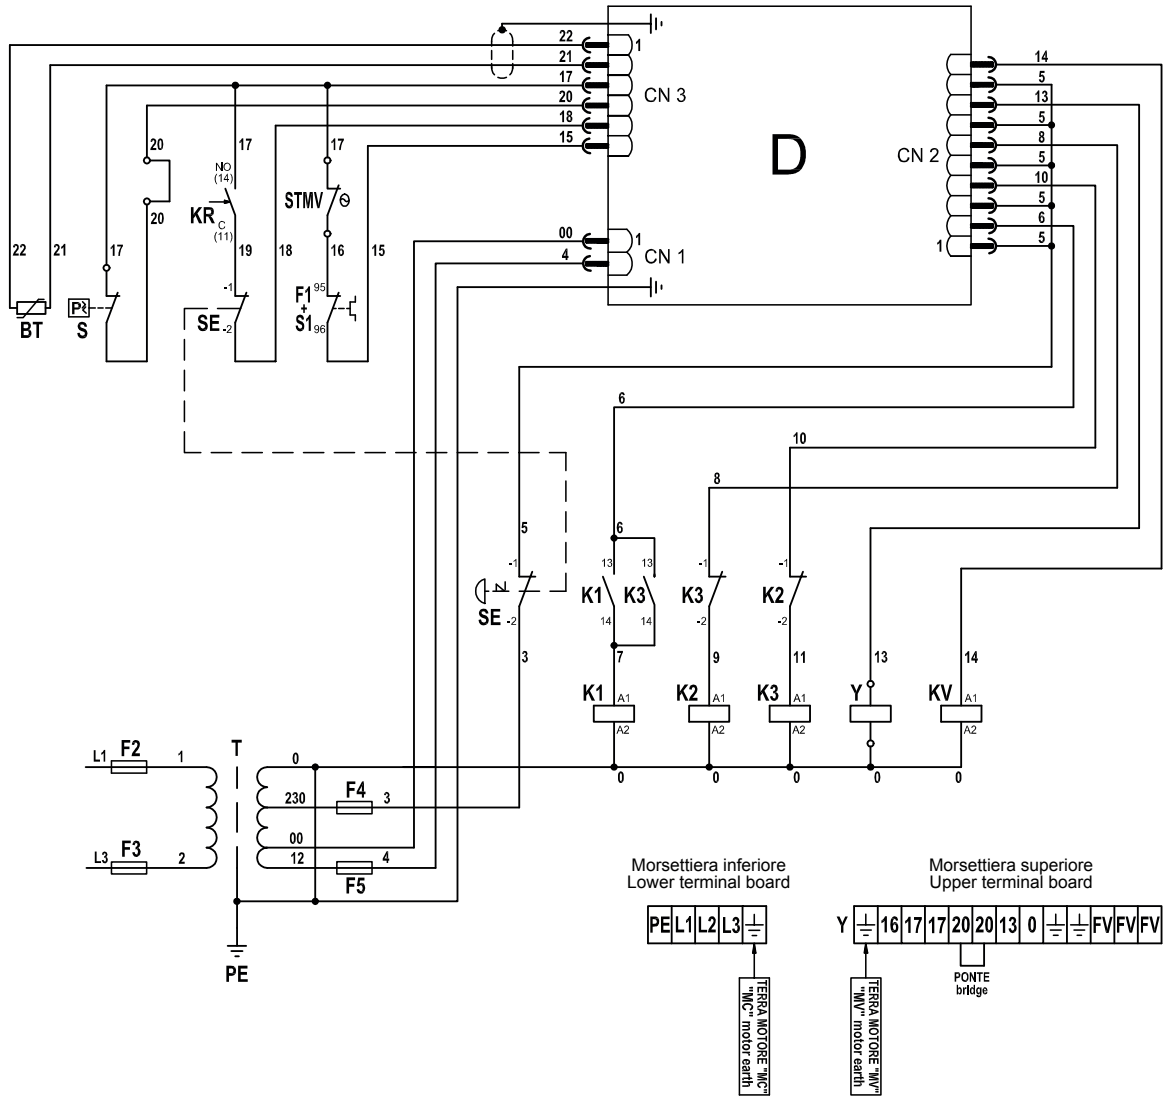 22
21
17
20
18
15
1
CN 3
D
CN 2
14
5
13
5
8
5
10
5
6
5
1
00
4
1
CN 1
20
20
17
NO
(14)
KR
C
(11)
19
18
17
STMV
16
15
22
21
17
BT
P
S
-1
SE
-2
F1
+
S1
95
96
6
10
8
5
-1
SE
-2
3
6
13
K1
14
13
K3
14
7
-1
K3
-2
9
-1
K2
-2
11
13
14
K1
A1
A2
K2
A1
A2
K3
A1
A2
Y
KV
A1
A2
0
0
0
0
0
L1
F2
1
T
0
230
F4
3
00
12
F5
4
L3
F3
2
PE
Morsettiera inferiore
Lower terminal board
PE L1 L2 L3
TERRA MOTORE "MC"
"MC" motor earth
Morsettiera superiore
Upper terminal board
Y 16 17 17 20 20 13 0 FV FV FV
PONTE
bridge
TERRA MOTORE "MV"
"MV" motor earth